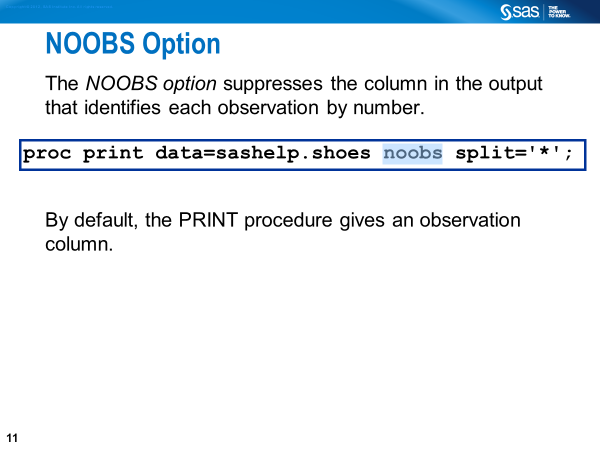 sas
THE
POWER
TO KNOW.
NOOBS Option
The NOOBS option suppresses the column in the output
that identifies each observation by number.
proc print data=sashelp.shoes noobs split='*';
By default, the PRINT procedure gives an observation
column.
11